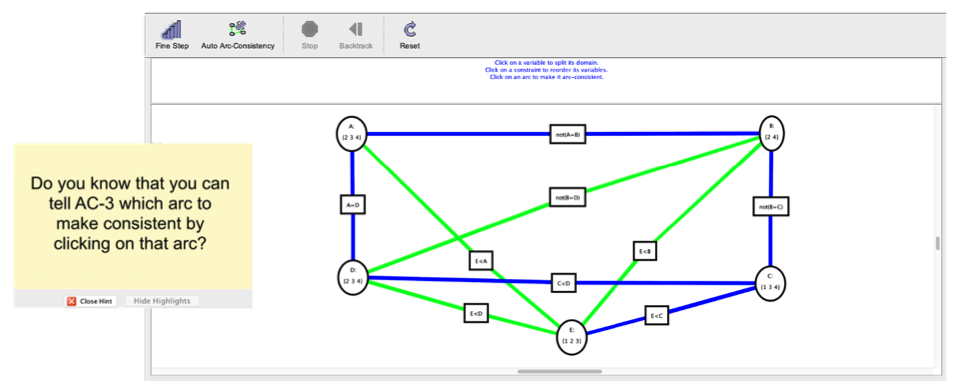 Fine Step
Auto Arc-Consistency
Stop
Backtrack
Reset
Click on a variable to split its domain.
Click on a constraint to reorder its variables.
Click on an arc to make it arc-consistent.
Do you know that you can
tell AC-3 which arc to
make consistent by
clicking on that arc?
Close Hint
Hide Highlights
A:
{2 3 4}
not(A=B)
B:
{2 4}
A=D
not(B=D)
not(B=C)
E<A
E<B
D:
{2 3 4}
C<D
C:
{1 3 4}
E<D
E<C
E:
{1 2 3}